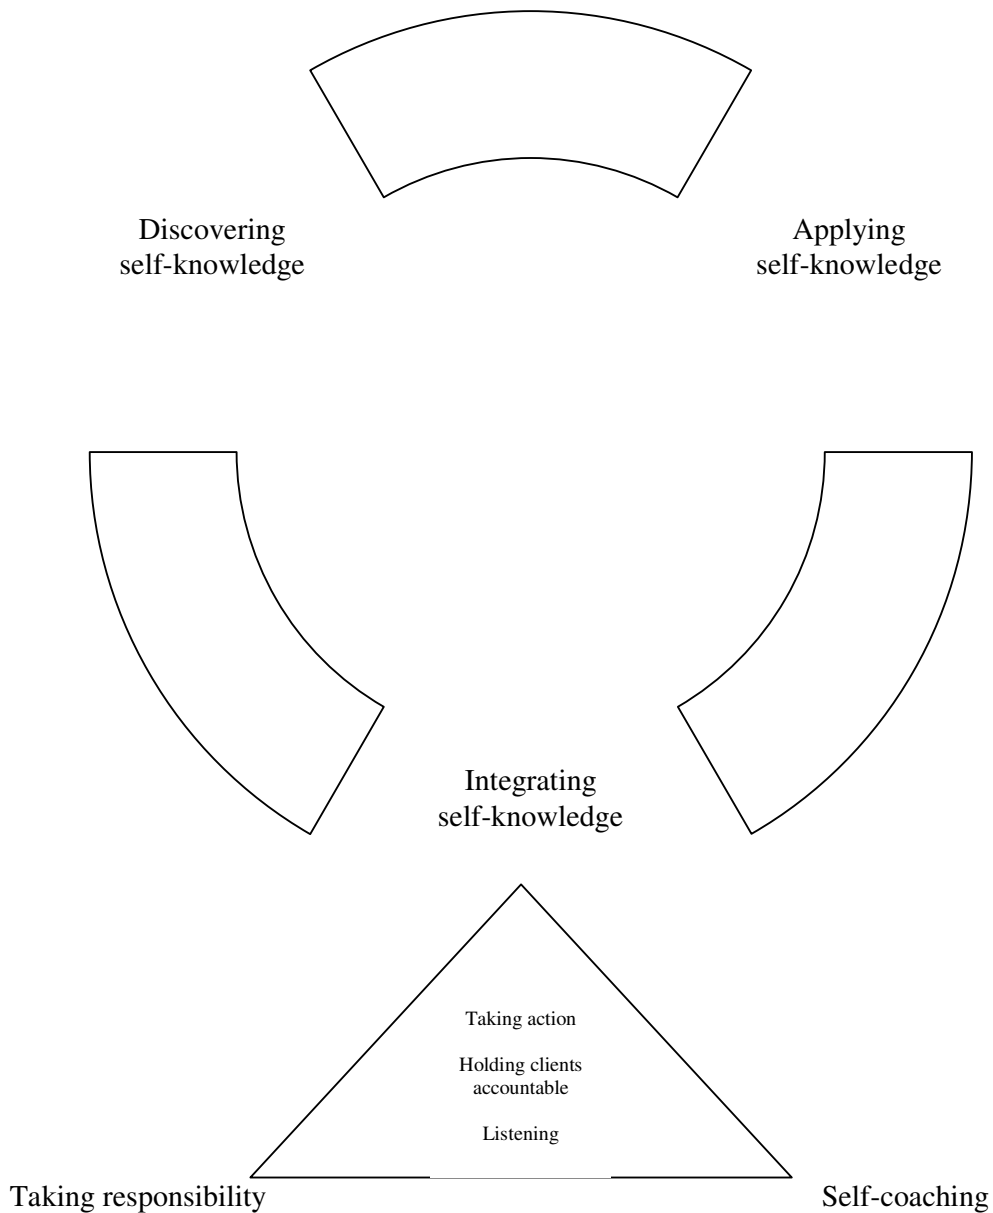 Discovering
self-knowledge
Applying
self-knowledge
Integrating
self-knowledge
Taking action
Holding clients
accountable
Listening
Taking responsibility
Self-coaching